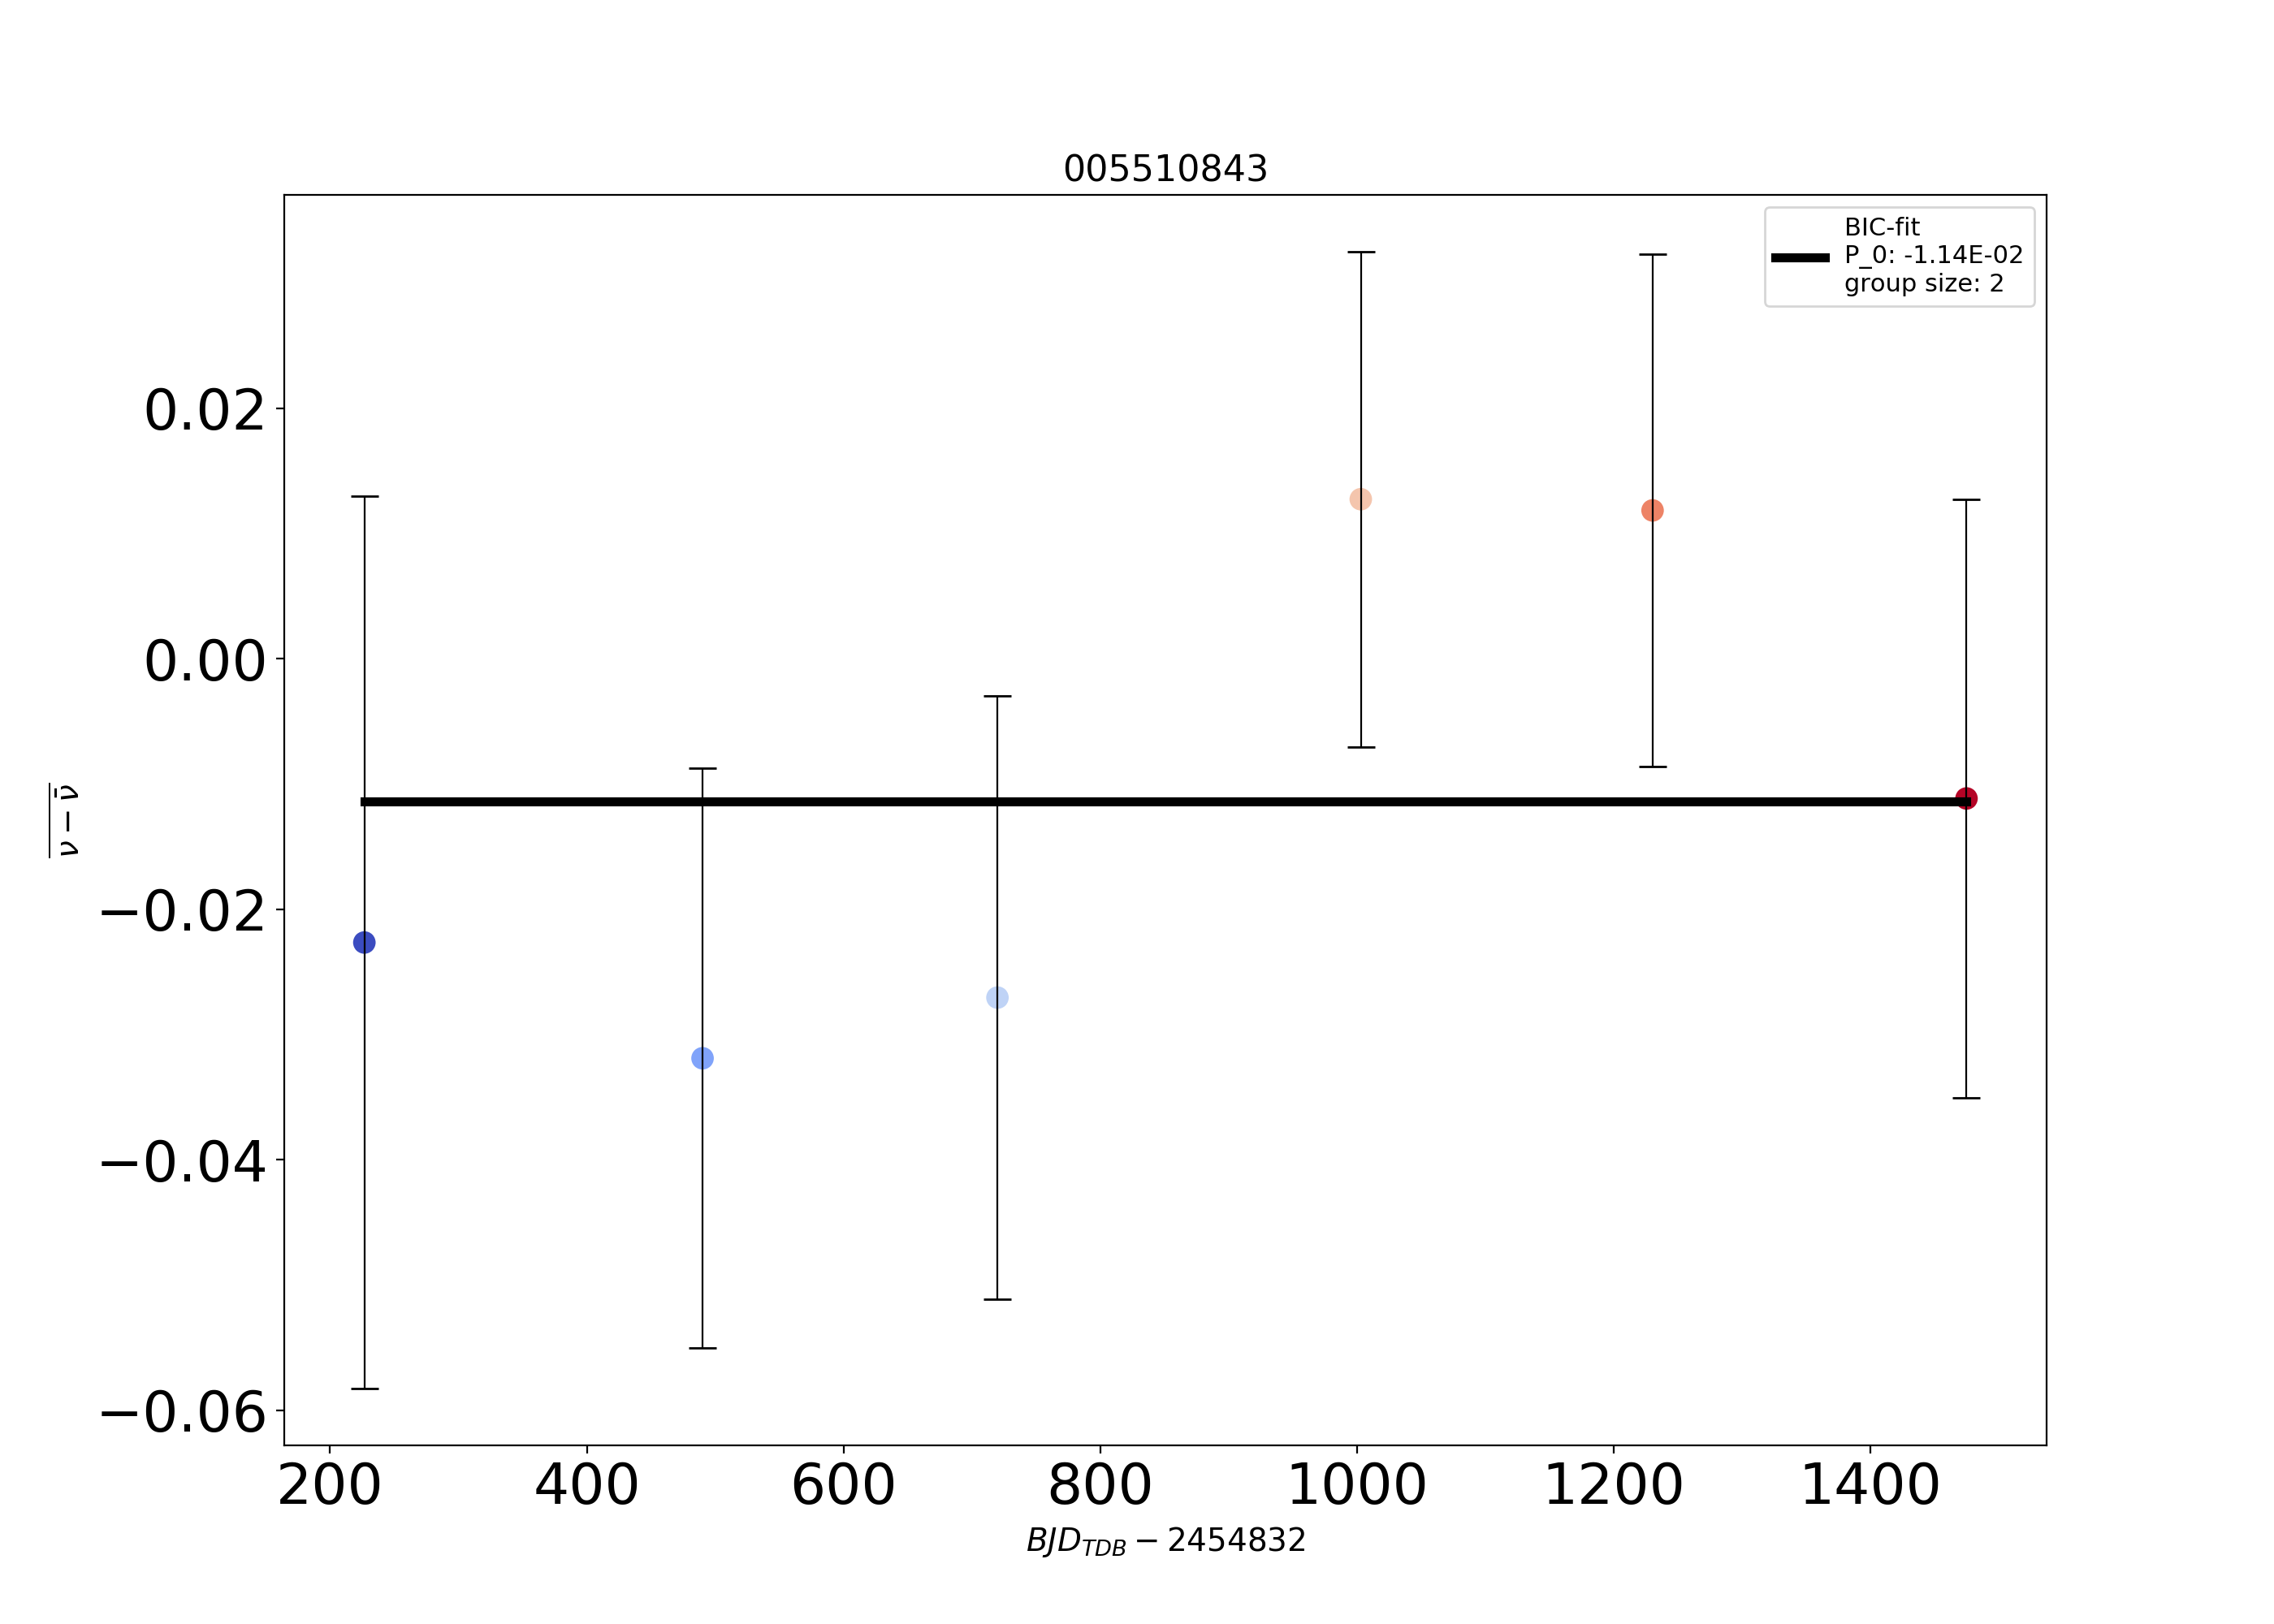 005510843
BIC-fit
P_0: -1.14E-02
group size: 2
0.02
0.00
−0.02
−0.04
−0.06
ν − ν̄
200 400 600 800 1000 1200 1400
BJD_TDB − 2454832